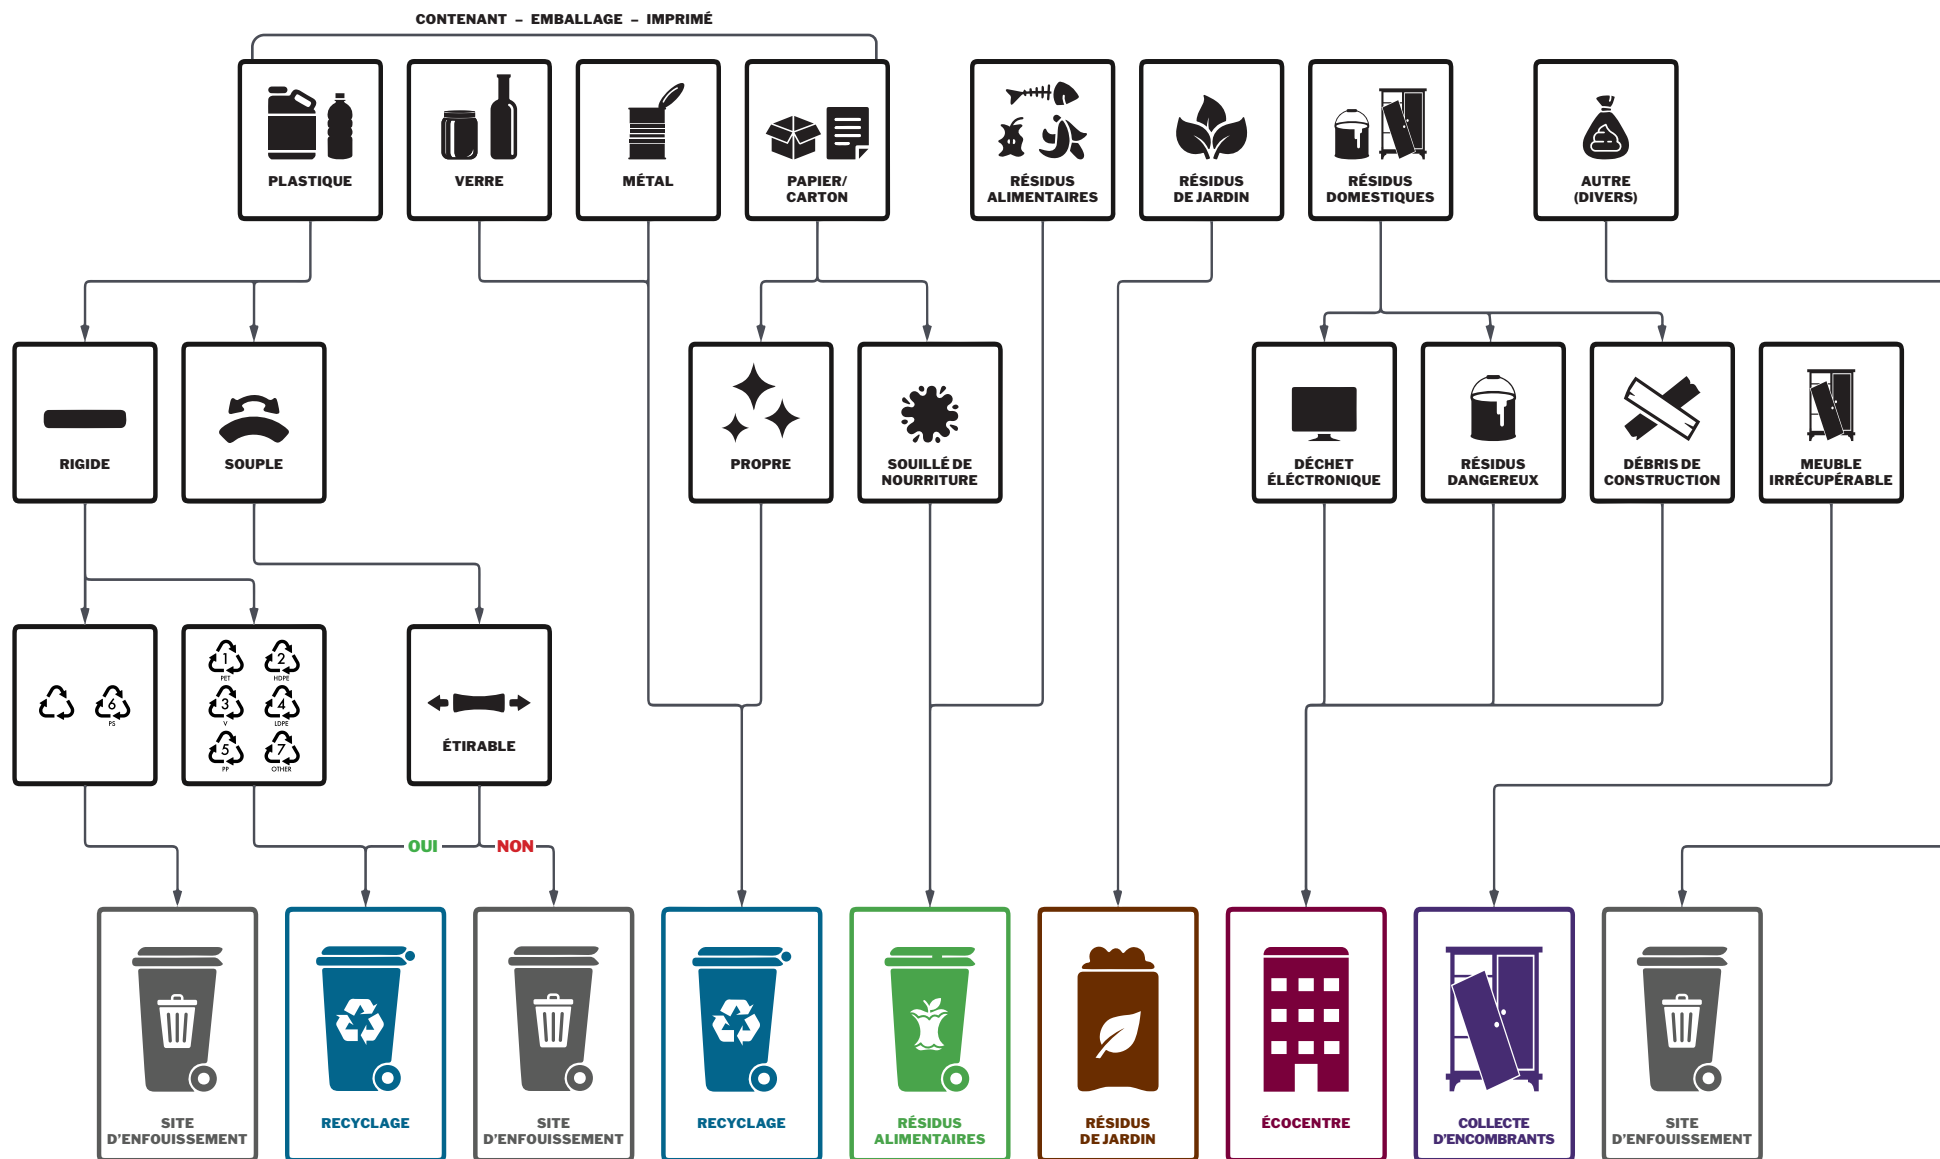 CONTENANT – EMBALLAGE – IMPRIMÉ
PLASTIQUE
VERRE
MÉTAL
PAPIER/
CARTON
RÉSIDUS
ALIMENTAIRES
RÉSIDUS
DE JARDIN
RÉSIDUS
DOMESTIQUES
AUTRE
(DIVERS)
RIGIDE
SOUPLE
PROPRE
SOUILLÉ DE
NOURRITURE
DÉCHET
ÉLÉCTRONIQUE
RÉSIDUS
DANGEREUX
DÉBRIS DE
CONSTRUCTION
MEUBLE
IRRÉCUPÉRABLE
6
PS
1
PET
2
HDPE
3
V
4
LDPE
5
PP
7
OTHER
ÉTIRABLE
OUI
NON
SITE
D'ENFOUISSEMENT
RECYCLAGE
SITE
D'ENFOUISSEMENT
RECYCLAGE
RÉSIDUS
ALIMENTAIRES
RÉSIDUS
DE JARDIN
ÉCOCENTRE
COLLECTE
D'ENCOMBRANTS
SITE
D'ENFOUISSEMENT